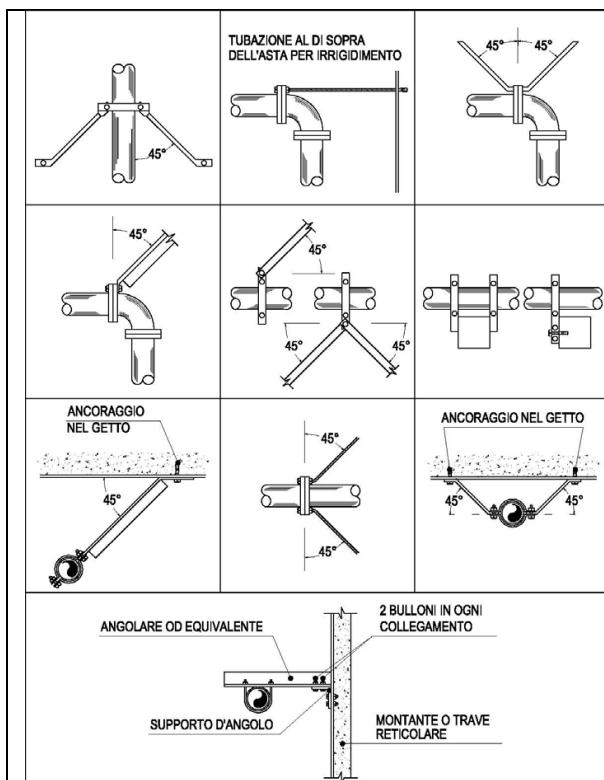 45°
TUBAZIONE AL DI SOPRA
DELL'ASTA PER IRRIGIDIMENTO
45° 45°
45°
45°
45° 45°
ANCORAGGIO
NEL GETTO
45°
45°
45°
ANCORAGGIO NEL GETTO
45° 45°
ANGOLARE OD EQUIVALENTE
2 BULLONI IN OGNI
COLLEGAMENTO
SUPPORTO D'ANGOLO
MONTANTE O TRAVE
RETICOLARE